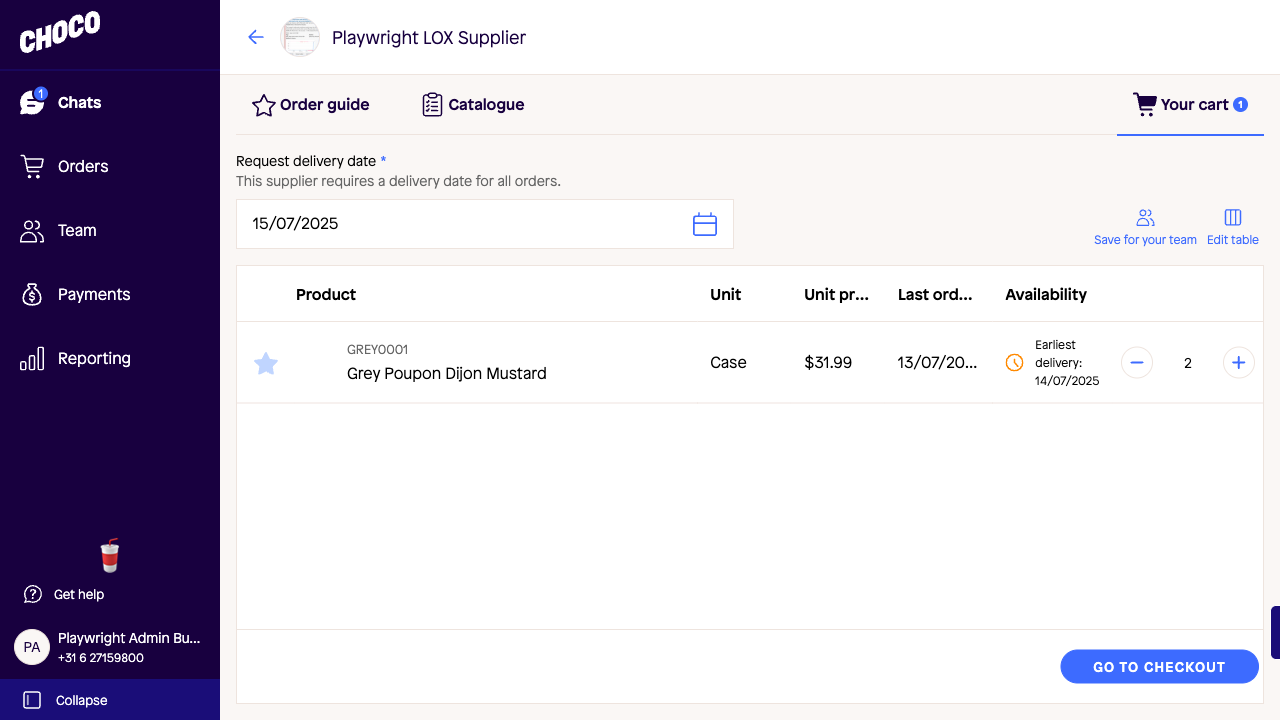 CHOCO
1
Chats
Orders
Team
Payments
Reporting
Get help
PA
Playwright Admin Bu...
+31 6 27159800
Collapse
Playwright LOX Supplier
Order guide
Catalogue
Your cart 1
Request delivery date *
This supplier requires a delivery date for all orders.
15/07/2025
Save for your team
Edit table
Product Unit Unit pr... Last ord... Availability
GREY0001
Grey Poupon Dijon Mustard
Case
$31.99
13/07/20...
Earliest
delivery:
14/07/2025
2
GO TO CHECKOUT